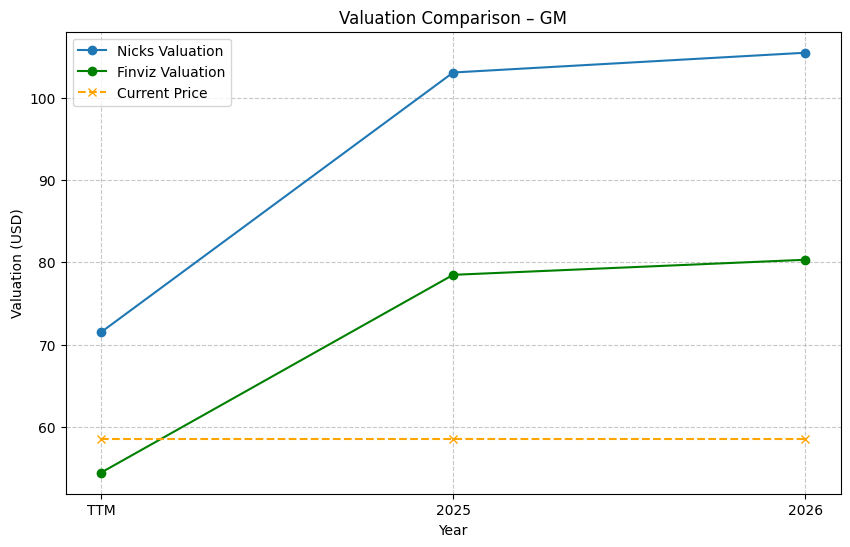 Valuation Comparison – GM
Nicks Valuation
Finviz Valuation
Current Price
Valuation (USD)
100
90
80
70
60
TTM
2025
2026
Year